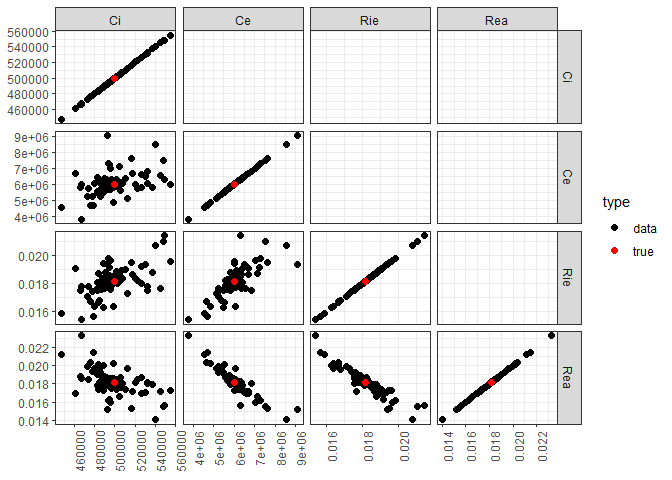 Ci Ce Rie Rea
560000
540000
520000
500000
480000
460000
Ci
9e+06
8e+06
7e+06
6e+06
5e+06
4e+06
Ce
0.020
0.018
0.016
Rie
0.022
0.020
0.018
0.016
0.014
Rea
460000 480000 500000 520000 540000 560000
4e+06 5e+06 6e+06 7e+06 8e+06 9e+06
0.016 0.018 0.020
0.014 0.016 0.018 0.020 0.022
type
data
true